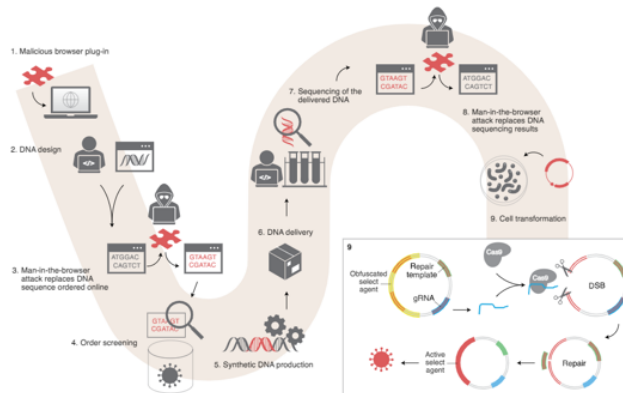 1. Malicious browser plug-in
2. DNA design
ATGGAC
CAGTCT
GTAAGT
CGATAC
3. Man-in-the-browser
attack replaces DNA
sequence ordered online
GTAAGT
CGATAC
4. Order screening
5. Synthetic DNA production
6. DNA delivery
7. Sequencing of the
delivered DNA
GTAAGT
CGATAC
ATGGAC
CAGTCT
8. Man-in-the-browser
attack replaces DNA
sequencing results
9. Cell transformation
9
Obfuscated
select agent
Repair
template
gRNA
Cas9
Cas9
DSB
Repair
Active
select
agent